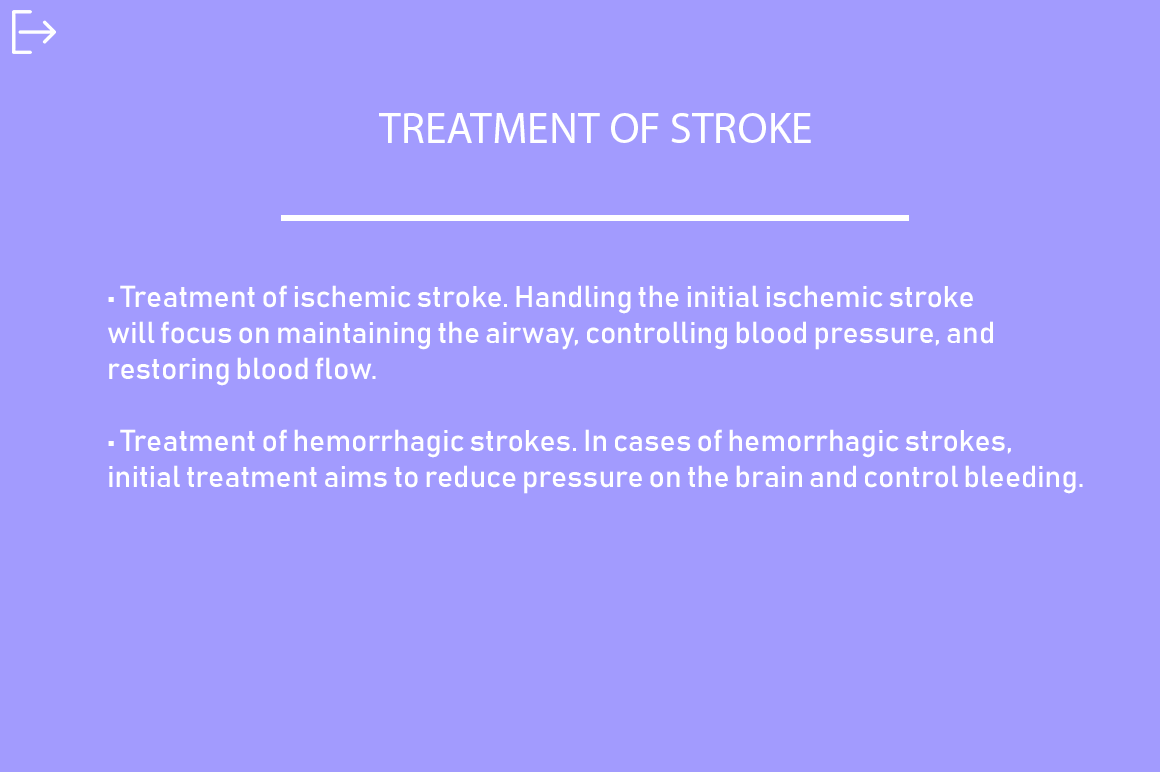 TREATMENT OF STROKE
▪ Treatment of ischemic stroke. Handling the initial ischemic stroke
will focus on maintaining the airway, controlling blood pressure, and
restoring blood flow.
▪ Treatment of hemorrhagic strokes. In cases of hemorrhagic strokes,
initial treatment aims to reduce pressure on the brain and control bleeding.